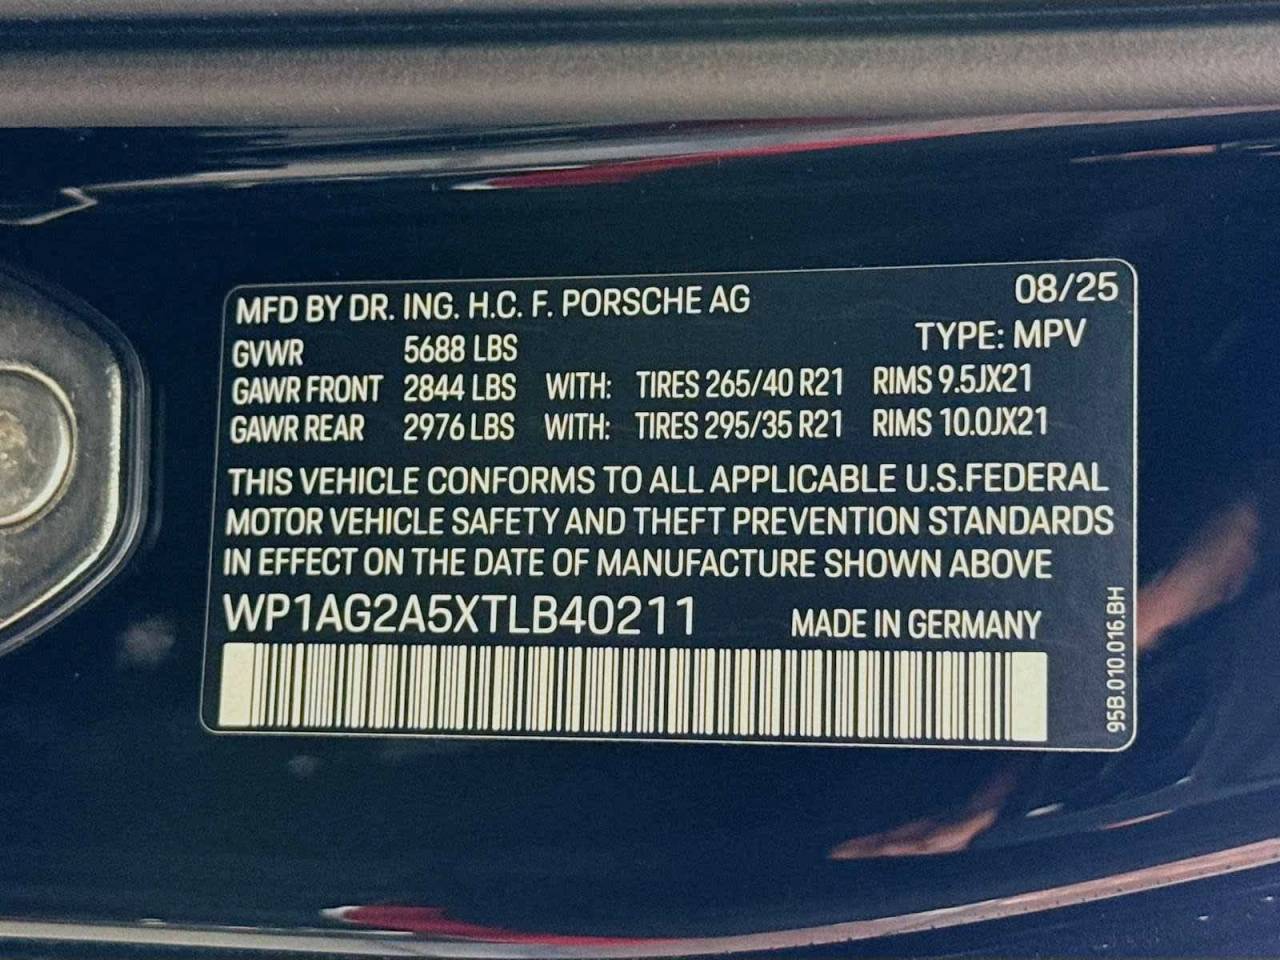 MFD BY DR. ING. H.C. F. PORSCHE AG 08/25
GVWR 5688 LBS TYPE: MPV
GAWR FRONT 2844 LBS WITH: TIRES 265/40 R21 RIMS 9.5JX21
GAWR REAR 2976 LBS WITH: TIRES 295/35 R21 RIMS 10.0JX21
THIS VEHICLE CONFORMS TO ALL APPLICABLE U.S.FEDERAL
MOTOR VEHICLE SAFETY AND THEFT PREVENTION STANDARDS
IN EFFECT ON THE DATE OF MANUFACTURE SHOWN ABOVE
WP1AG2A5XTLB40211 MADE IN GERMANY
95B.010.016.BH